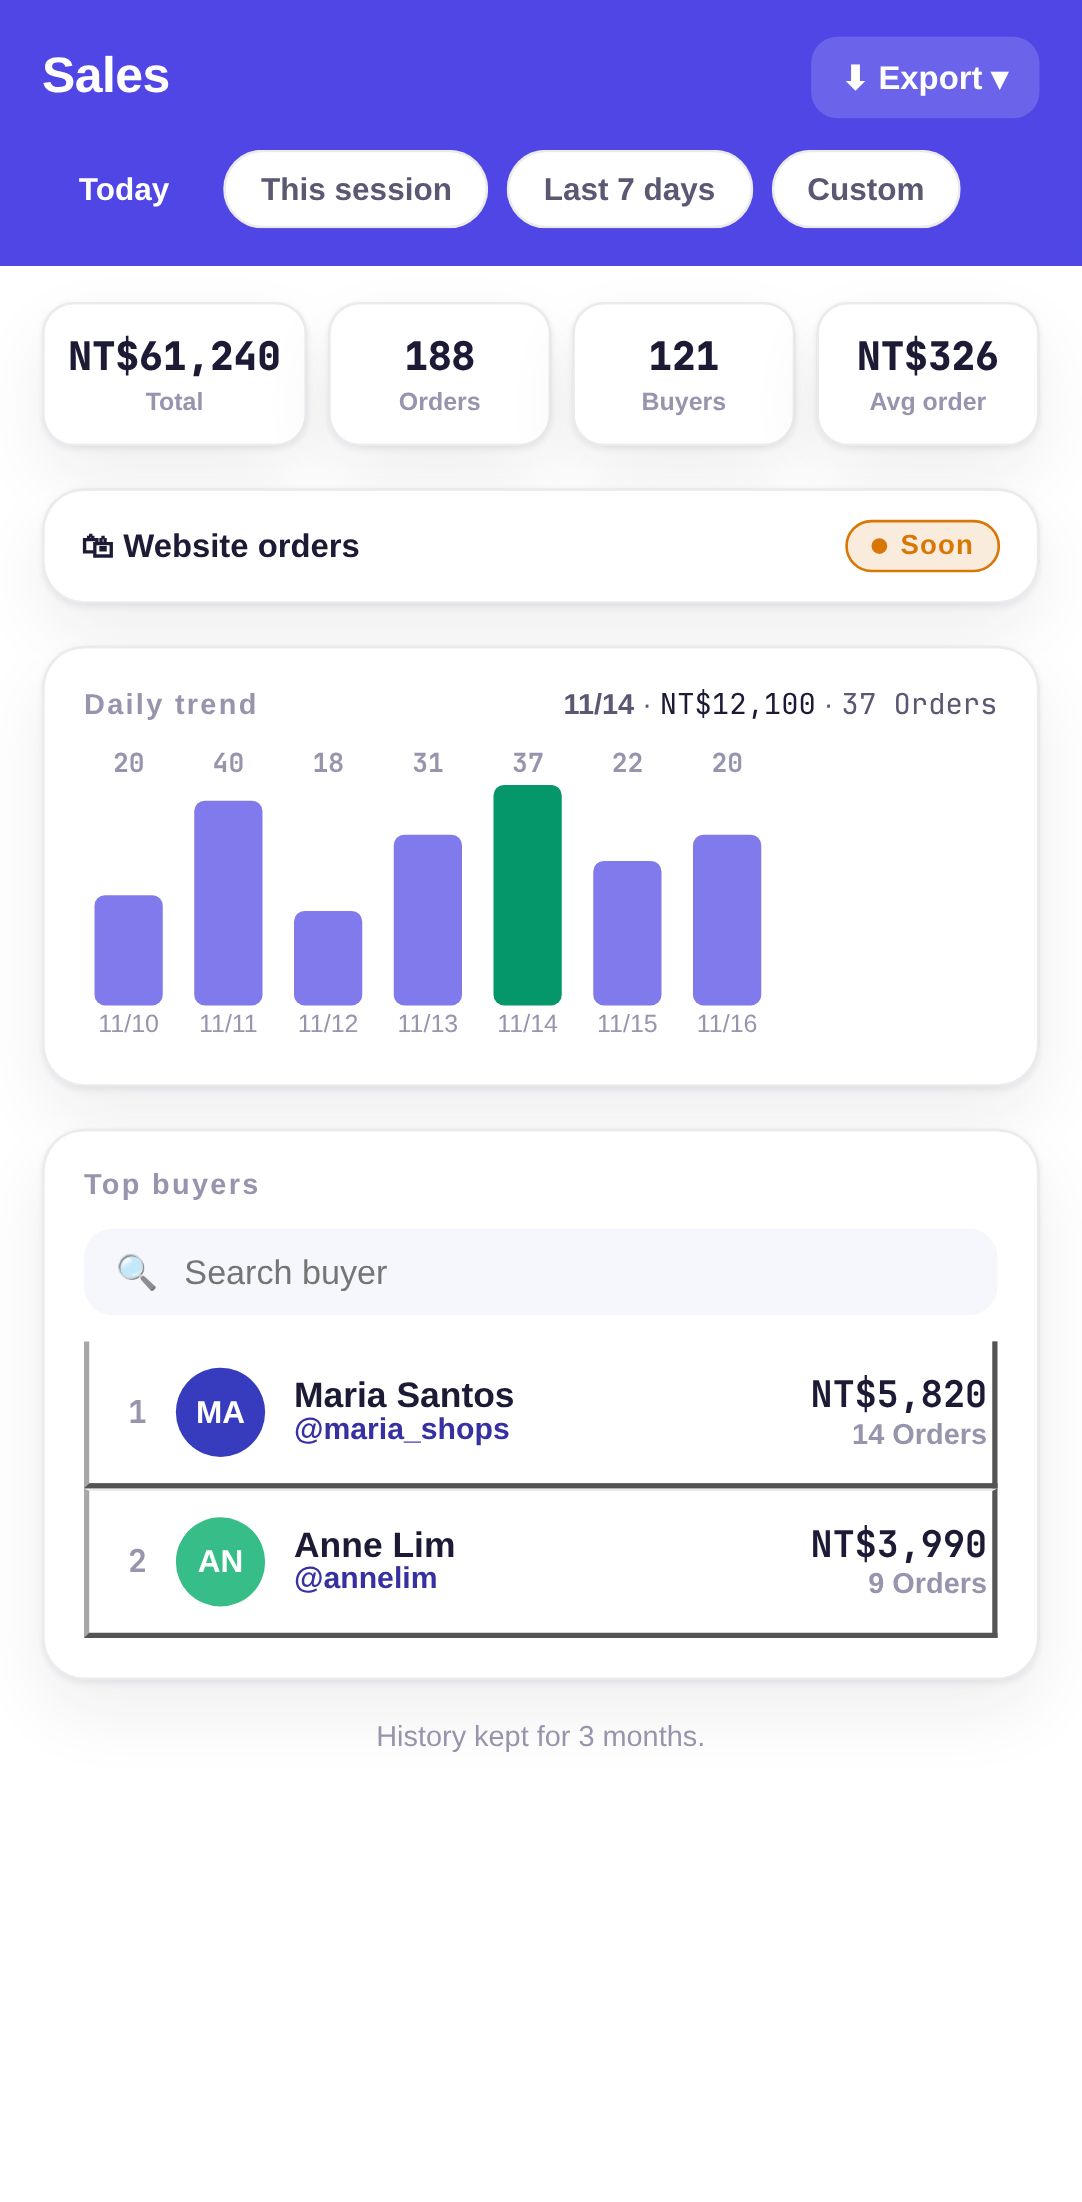 Sales
⬇ Export ▾
Today This session Last 7 days Custom
NT$61,240 188 121 NT$326
Total Orders Buyers Avg order
🛍 Website orders
Soon
Daily trend 11/14 · NT$12,100 · 37 Orders
20 40 18 31 37 22 20
11/10 11/11 11/12 11/13 11/14 11/15 11/16
Top buyers
🔍 Search buyer
1 MA Maria Santos NT$5,820
@maria_shops 14 Orders
2 AN Anne Lim NT$3,990
@annelim 9 Orders
History kept for 3 months.